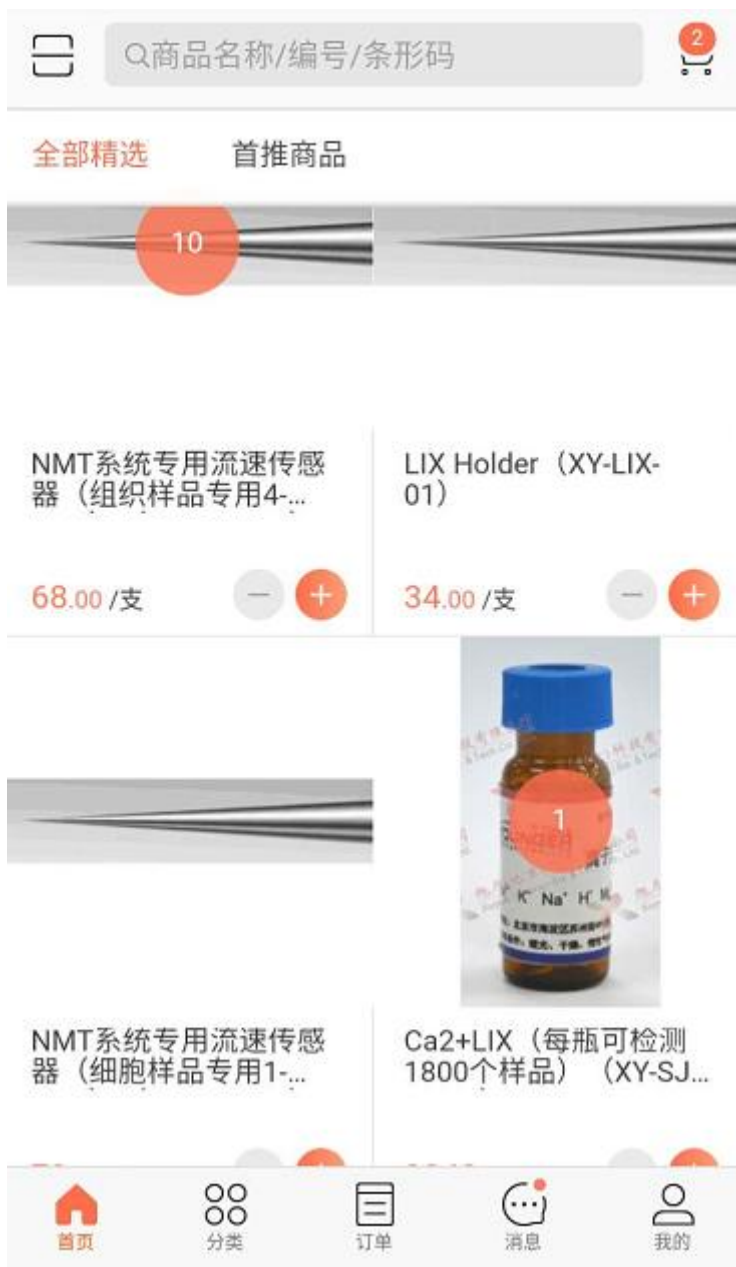 商品名称/编号/条形码
2
全部精选 首推商品
10
NMT系统专用流速传感
器（组织样品专用4-...
LIX Holder（XY-LIX-
01）
68.00 /支
34.00 /支
1
K⁺ Na⁺ H⁺
NMT系统专用流速传感
器（细胞样品专用1-...
Ca2+LIX（每瓶可检测
1800个样品）（XY-SJ...
首页 分类 订单 消息 我的